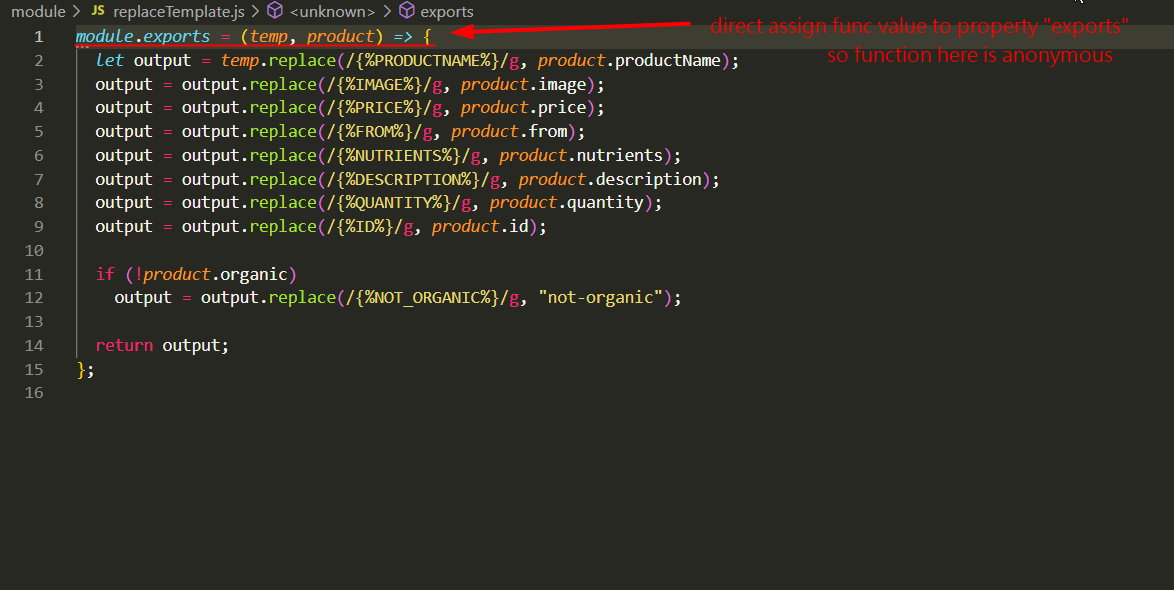 module > JS replaceTemplate.js > <unknown> > exports
1 module.exports = (temp, product) => {
direct assign func value to property "exports"
so function here is anonymous
2 let output = temp.replace(/{%PRODUCTNAME%}/g, product.productName);
3 output = output.replace(/{%IMAGE%}/g, product.image);
4 output = output.replace(/{%PRICE%}/g, product.price);
5 output = output.replace(/{%FROM%}/g, product.from);
6 output = output.replace(/{%NUTRIENTS%}/g, product.nutrients);
7 output = output.replace(/{%DESCRIPTION%}/g, product.description);
8 output = output.replace(/{%QUANTITY%}/g, product.quantity);
9 output = output.replace(/{%ID%}/g, product.id);
10
11 if (!product.organic)
12 output = output.replace(/{%NOT_ORGANIC%}/g, "not-organic");
13
14 return output;
15 };
16